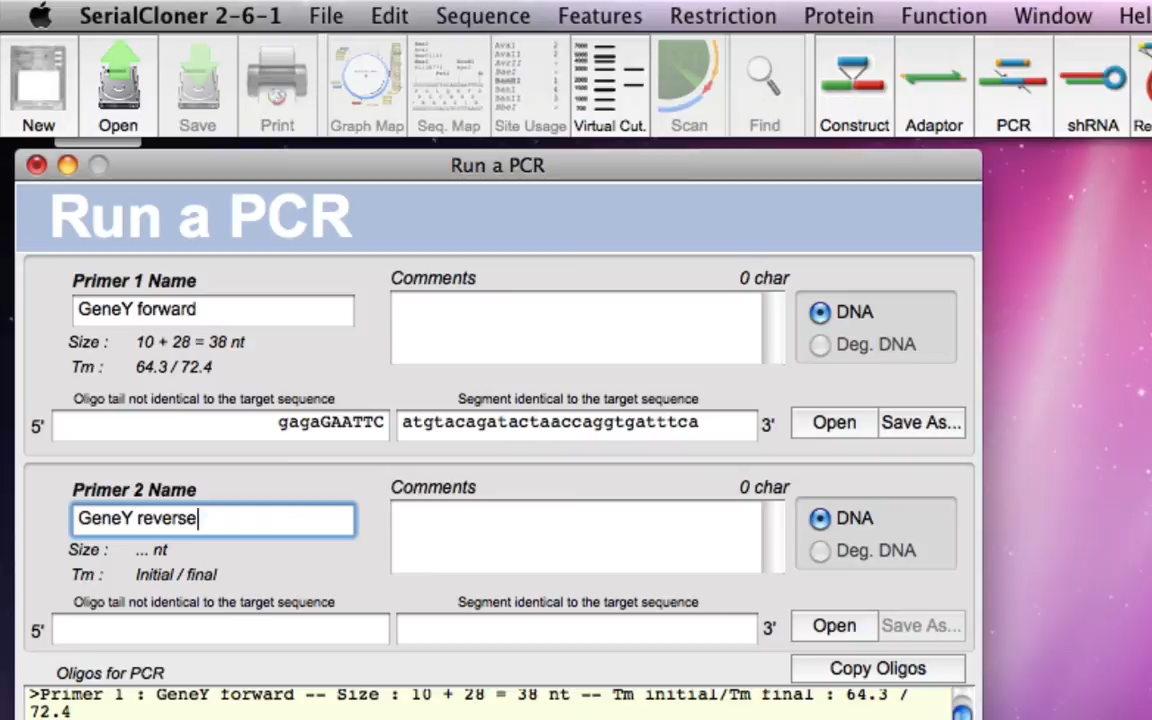 SerialCloner 2-6-1 File Edit Sequence Features Restriction Protein Function Window Hel
New Open Save Print Graph Map Seq. Map Site Usage Virtual Cut. Scan Find Construct Adaptor PCR shRNA Re
Run a PCR
Run a PCR
Primer 1 Name Comments 0 char
GeneY forward DNA
Size : 10 + 28 = 38 nt Deg. DNA
Tm : 64.3 / 72.4
Oligo tail not identical to the target sequence Segment identical to the target sequence
5' gagaGAATTC atgtacagatactaaccaggtgatttca 3' Open Save As...
Primer 2 Name Comments 0 char
GeneY reverse DNA
Size : ... nt Deg. DNA
Tm : Initial / final
Oligo tail not identical to the target sequence Segment identical to the target sequence
5' 3' Open Save As...
Oligos for PCR Copy Oligos
>Primer 1 : GeneY forward -- Size : 10 + 28 = 38 nt -- Tm initial/Tm final : 64.3 /
72.4